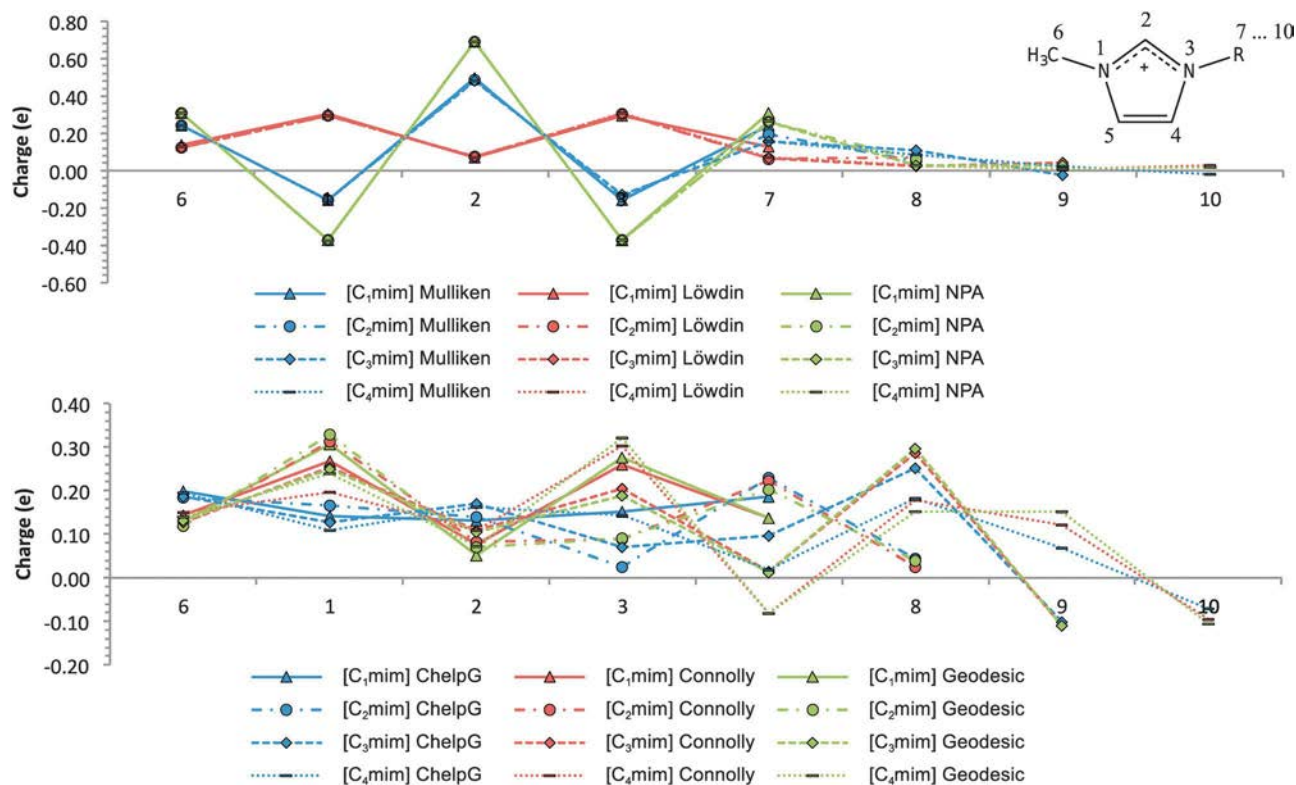 0.80
0.60
0.40
0.20
0.00
-0.20
-0.40
-0.60
Charge (e)
6 2 7 8 9 10
2
6 7 ... 10
1 3
H₃C N + N R
5 4
[C₁mim] Mulliken [C₁mim] Löwdin [C₁mim] NPA
[C₂mim] Mulliken [C₂mim] Löwdin [C₂mim] NPA
[C₃mim] Mulliken [C₃mim] Löwdin [C₃mim] NPA
[C₄mim] Mulliken [C₄mim] Löwdin [C₄mim] NPA
0.40
0.30
0.20
0.10
0.00
-0.10
-0.20
Charge (e)
6 1 2 3 8 9 10
[C₁mim] ChelpG [C₁mim] Connolly [C₁mim] Geodesic
[C₂mim] ChelpG [C₂mim] Connolly [C₂mim] Geodesic
[C₃mim] ChelpG [C₃mim] Connolly [C₃mim] Geodesic
[C₄mim] ChelpG [C₄mim] Connolly [C₄mim] Geodesic